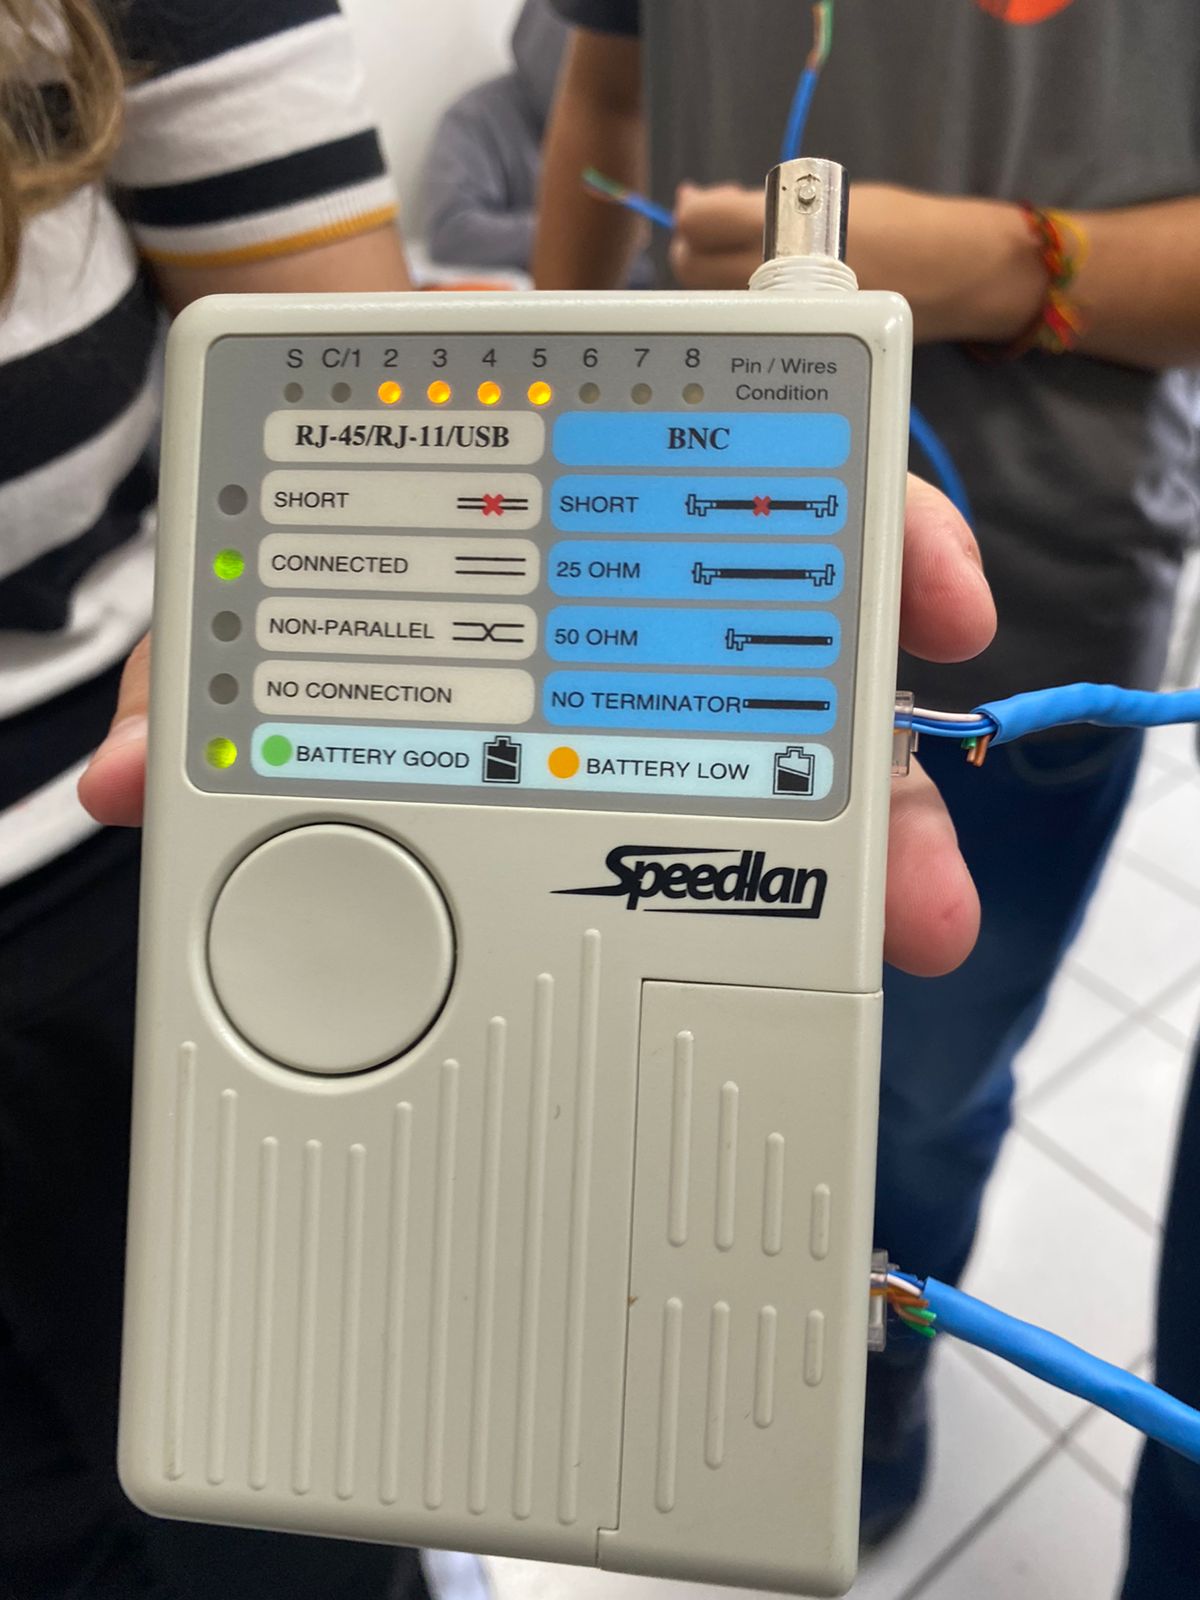 S C/1 2 3 4 5 6 7 8
Pin / Wires
Condition
RJ-45/RJ-11/USB
BNC
SHORT
SHORT
CONNECTED
25 OHM
NON-PARALLEL
50 OHM
NO CONNECTION
NO TERMINATOR
BATTERY GOOD
BATTERY LOW
Speedlan